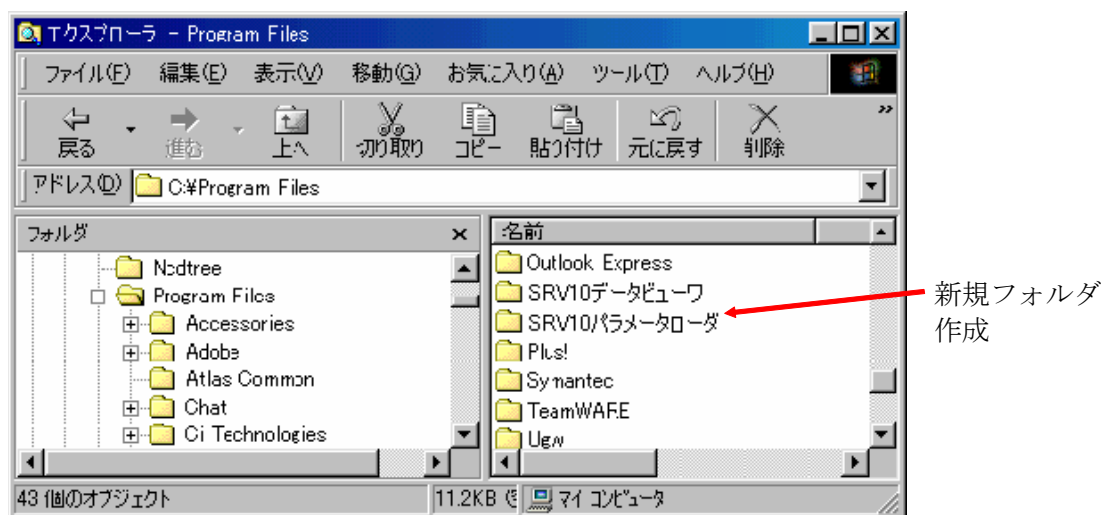 エクスプローラ - Program Files
ファイル(F) 編集(E) 表示(V) 移動(G) お気に入り(A) ツール(T) ヘルプ(H)
戻る 進む 上へ 切り取り コピー 貼り付け 元に戻す 削除 »
アドレス(D) C:¥Program Files
フォルダ
Ncdtree
Program Files
Accessories
Adobe
Atlas Common
Chat
Ci Technologies
名前
Outlook Express
SRV10データビューワ
SRV10パラメータローダ
Plus!
Symantec
TeamWARE
新規フォルダ
作成
43 個のオブジェクト
11.2KB
マイ コンピュータ